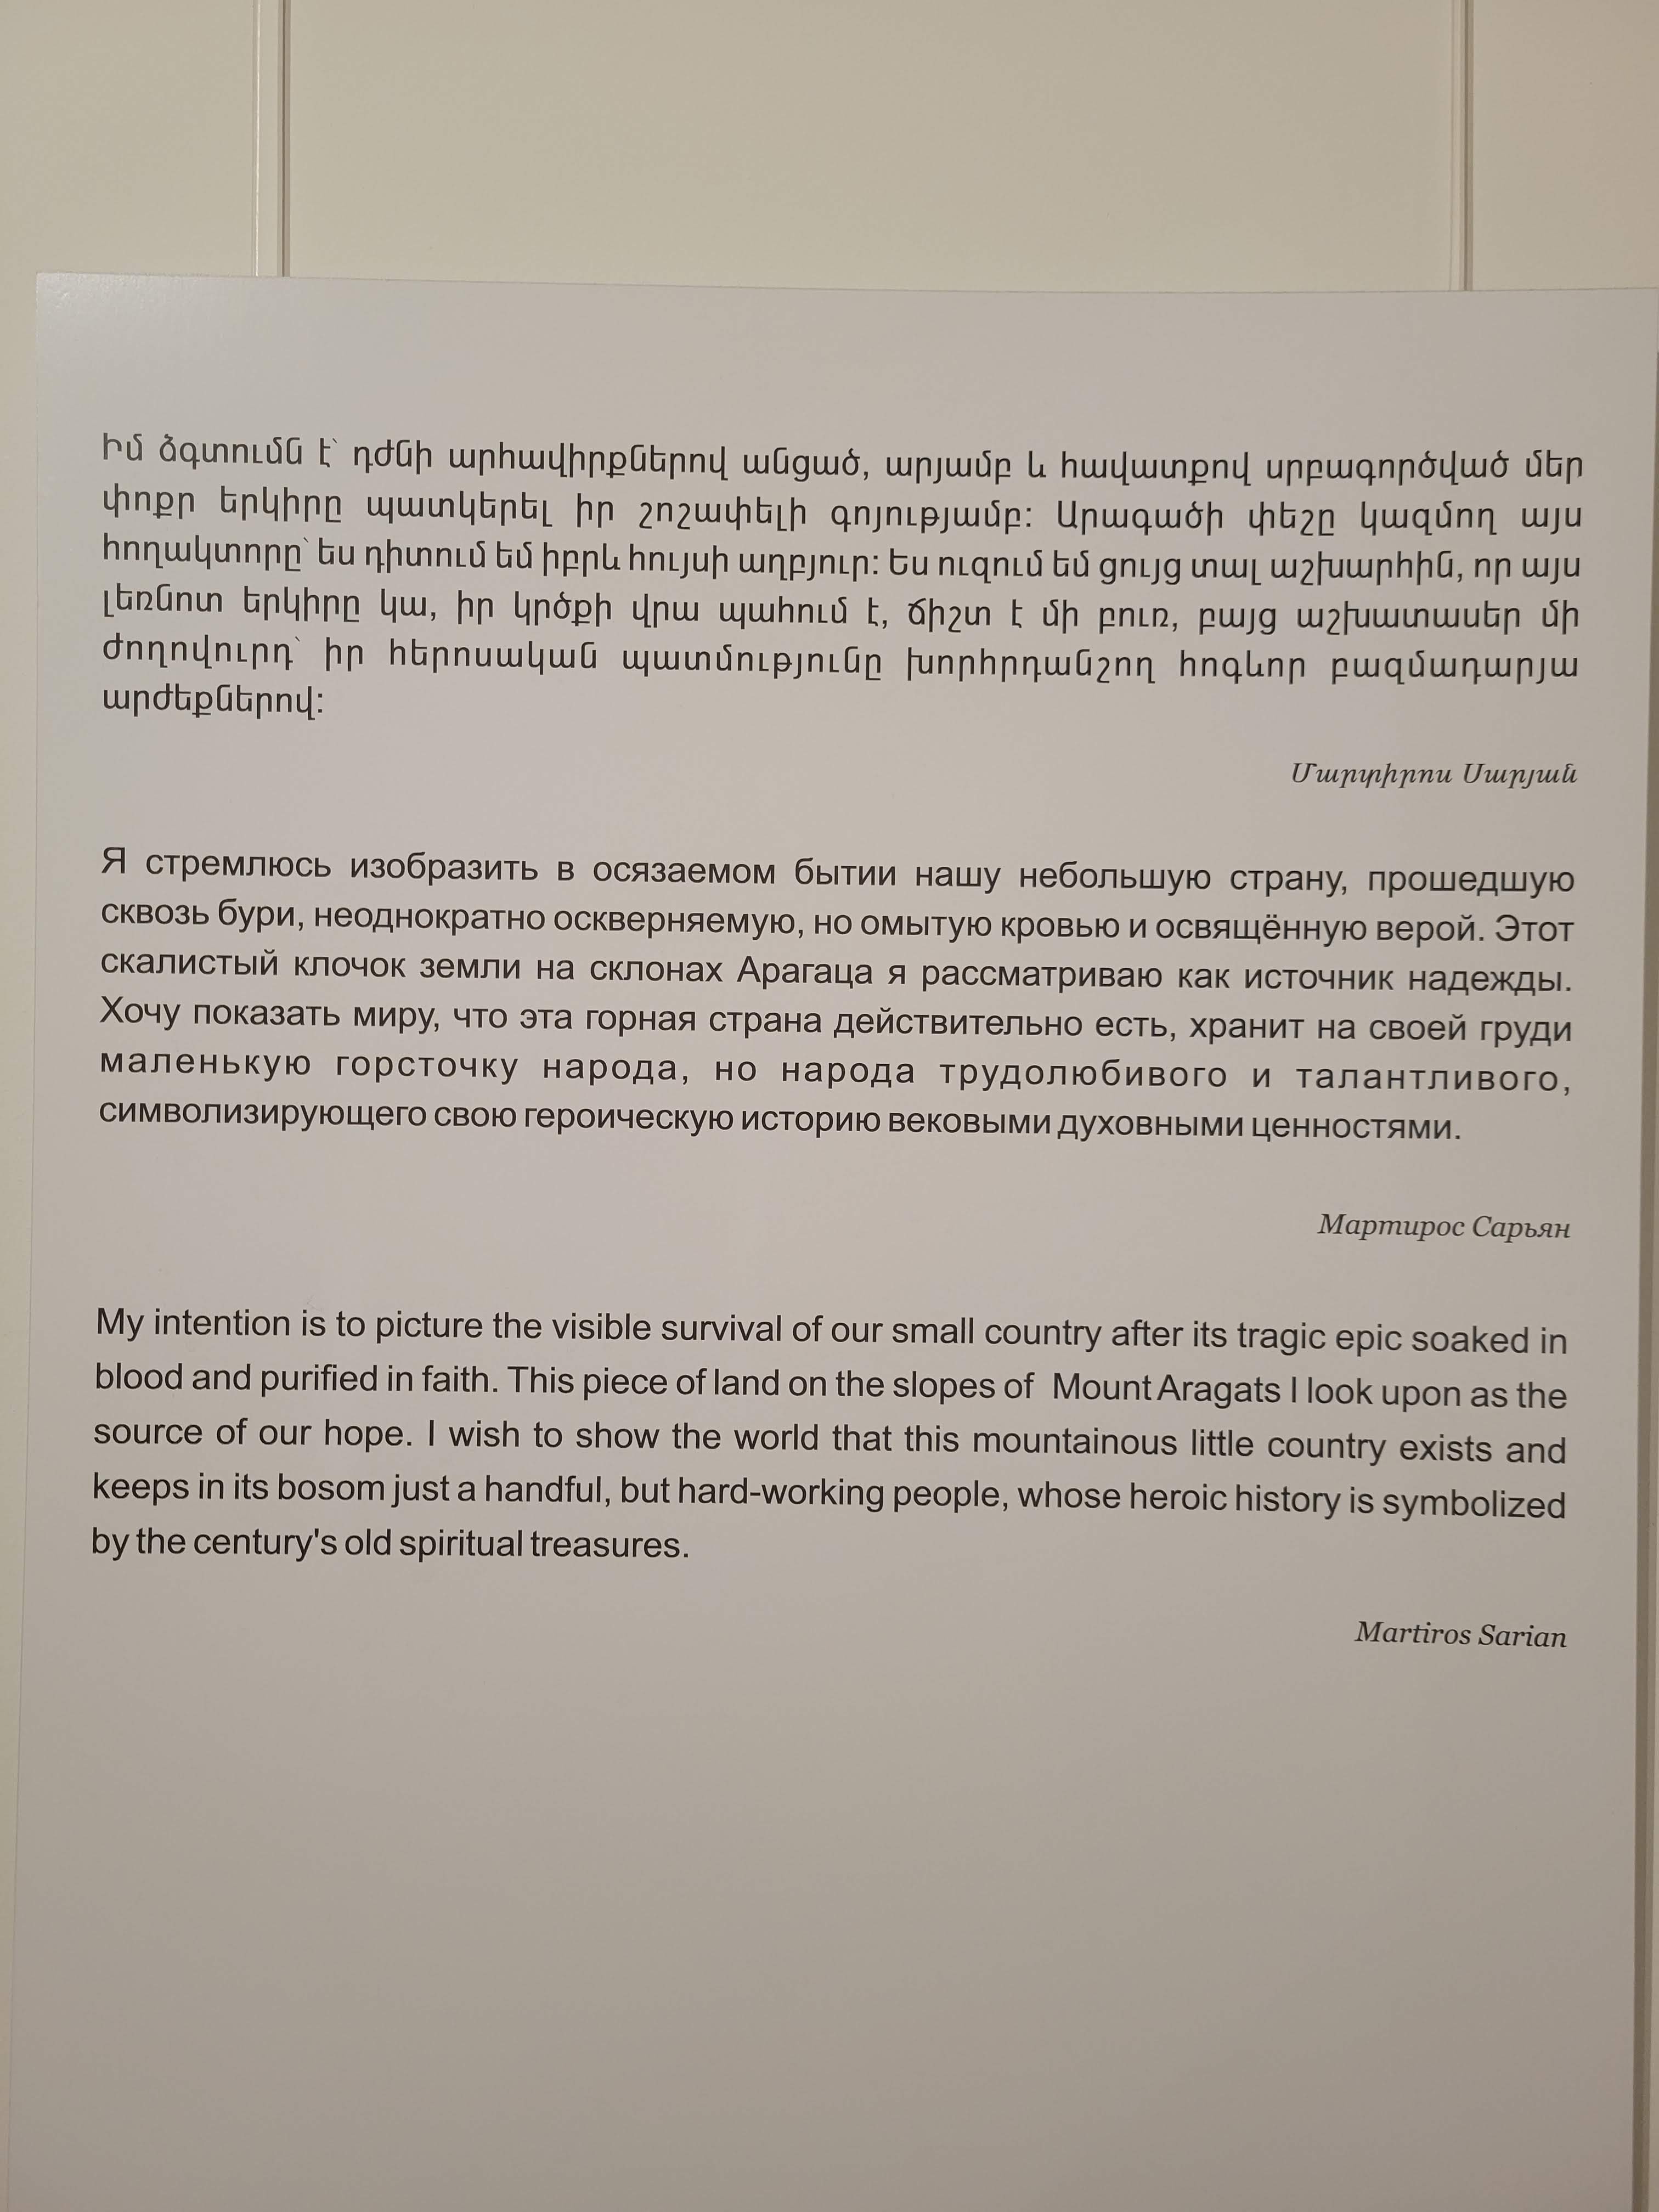 Իմ ձգտումն է՝ դժնի արհավիրքներով անցած, արյամբ և հավատքով սրբագործված մեր
փոքր երկիրը պատկերել իր շոշափելի գոյությամբ: Արագածի փեշը կազմող այս
հողակտորը՝ ես դիտում եմ իբրև հույսի աղբյուր: Ես ուզում եմ ցույց տալ աշխարհին, որ այս
լեռնոտ երկիրը կա, իր կրծքի վրա պահում է, ճիշտ է մի բուռ, բայց աշխատասեր մի
ժողովուրդ՝ իր հերոսական պատմությունը խորհրդանշող հոգևոր բազմադարյա
արժեքներով:
Մարտիրոս Սարյան
Я стремлюсь изобразить в осязаемом бытии нашу небольшую страну, прошедшую
сквозь бури, неоднократно оскверняемую, но омытую кровью и освящённую верой. Этот
скалистый клочок земли на склонах Арагаца я рассматриваю как источник надежды.
Хочу показать миру, что эта горная страна действительно есть, хранит на своей груди
маленькую горсточку народа, но народа трудолюбивого и талантливого,
символизирующего свою героическую историю вековыми духовными ценностями.
Мартирос Сарьян
My intention is to picture the visible survival of our small country after its tragic epic soaked in
blood and purified in faith. This piece of land on the slopes of Mount Aragats I look upon as the
source of our hope. I wish to show the world that this mountainous little country exists and
keeps in its bosom just a handful, but hard-working people, whose heroic history is symbolized
by the century's old spiritual treasures.
Martiros Sarian